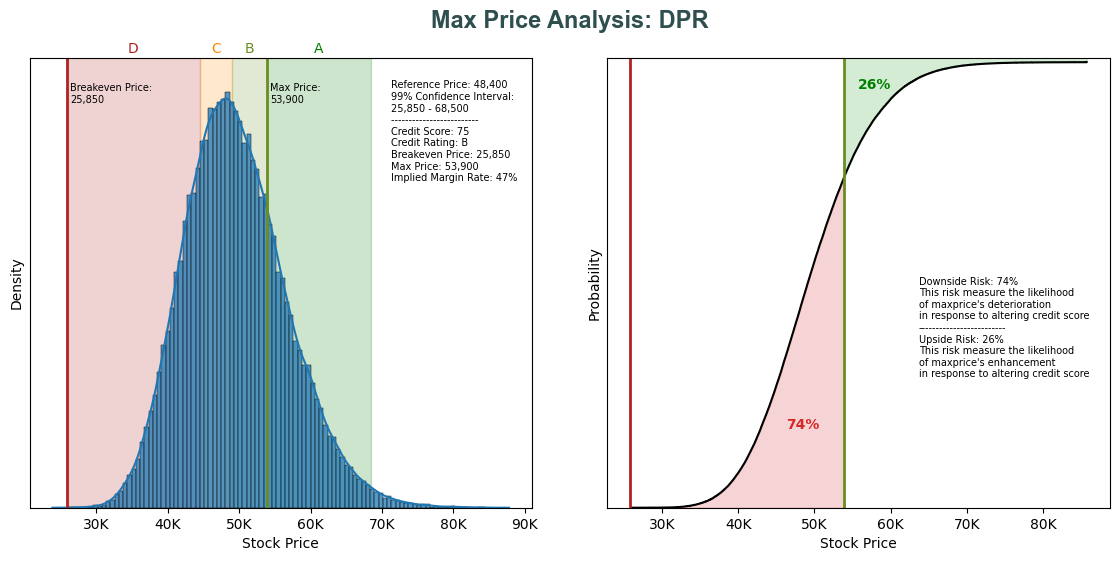 Max Price Analysis: DPR
D C B A
Breakeven Price:
25,850
Max Price:
53,900
Reference Price: 48,400
99% Confidence Interval:
25,850 - 68,500
-------------------------
Credit Score: 75
Credit Rating: B
Breakeven Price: 25,850
Max Price: 53,900
Implied Margin Rate: 47%
Density
30K 40K 50K 60K 70K 80K 90K
Stock Price
26%
74%
Downside Risk: 74%
This risk measure the likelihood
of maxprice's deterioration
in response to altering credit score
-------------------------
Upside Risk: 26%
This risk measure the likelihood
of maxprice's enhancement
in response to altering credit score
Probability
30K 40K 50K 60K 70K 80K
Stock Price